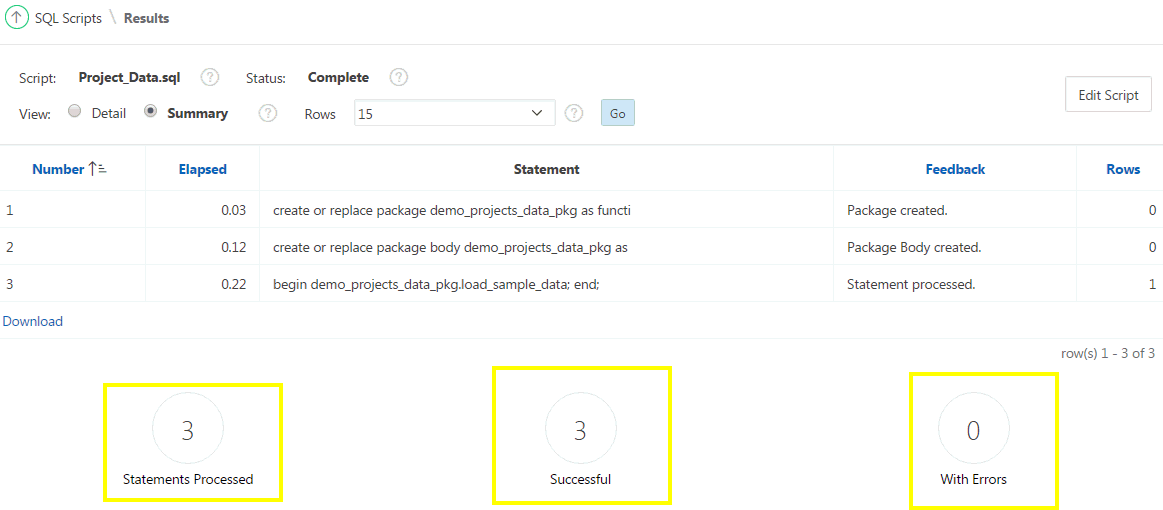 SQL Scripts \ Results
Script: Project_Data.sql ? Status: Complete ?
View: Detail Summary ? Rows 15 ? Go
Edit Script
Number Elapsed Statement Feedback Rows
1 0.03 create or replace package demo_projects_data_pkg as functi Package created. 0
2 0.12 create or replace package body demo_projects_data_pkg as Package Body created. 0
3 0.22 begin demo_projects_data_pkg.load_sample_data; end; Statement processed. 1
Download
row(s) 1 - 3 of 3
3 3 0
Statements Processed Successful With Errors